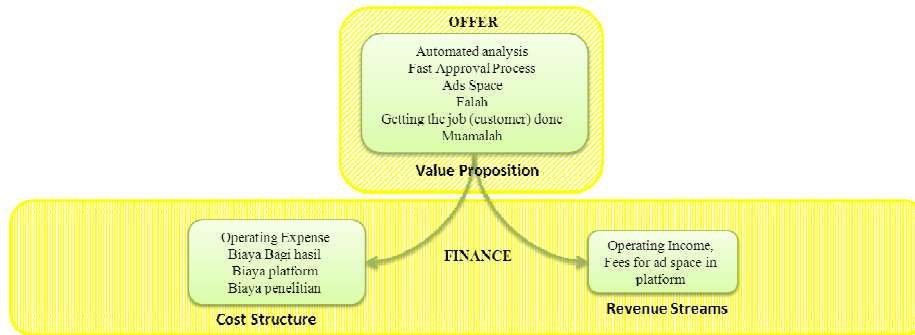 OFFER
Automated analysis
Fast Approval Process
Ads Space
Falah
Getting the job (customer) done
Muamalah
Value Proposition
Operating Expense
Biaya Bagi hasil
Biaya platform
Biaya penelitian
Cost Structure
FINANCE
Operating Income,
Fees for ad space in
platform
Revenue Streams